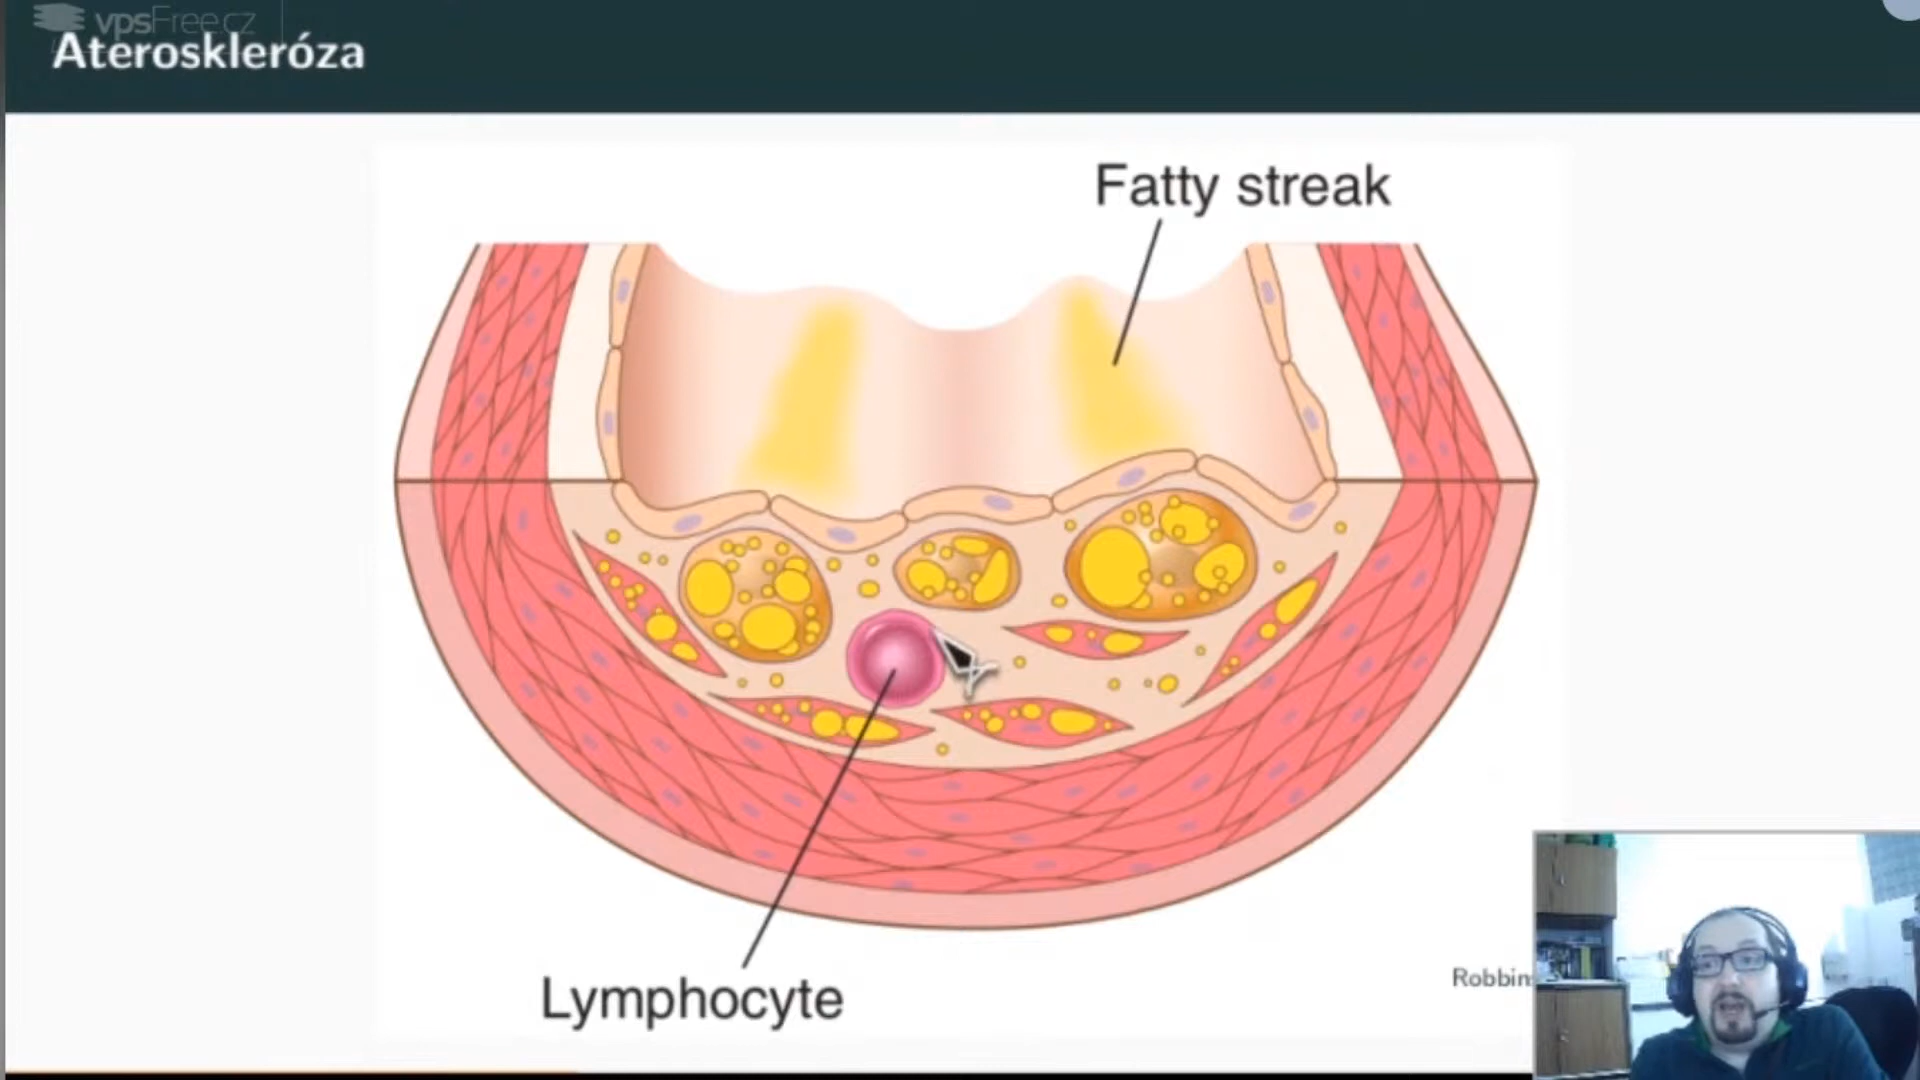 vpsFree.cz
Ateroskleróza
Fatty streak
Lymphocyte
Robbin